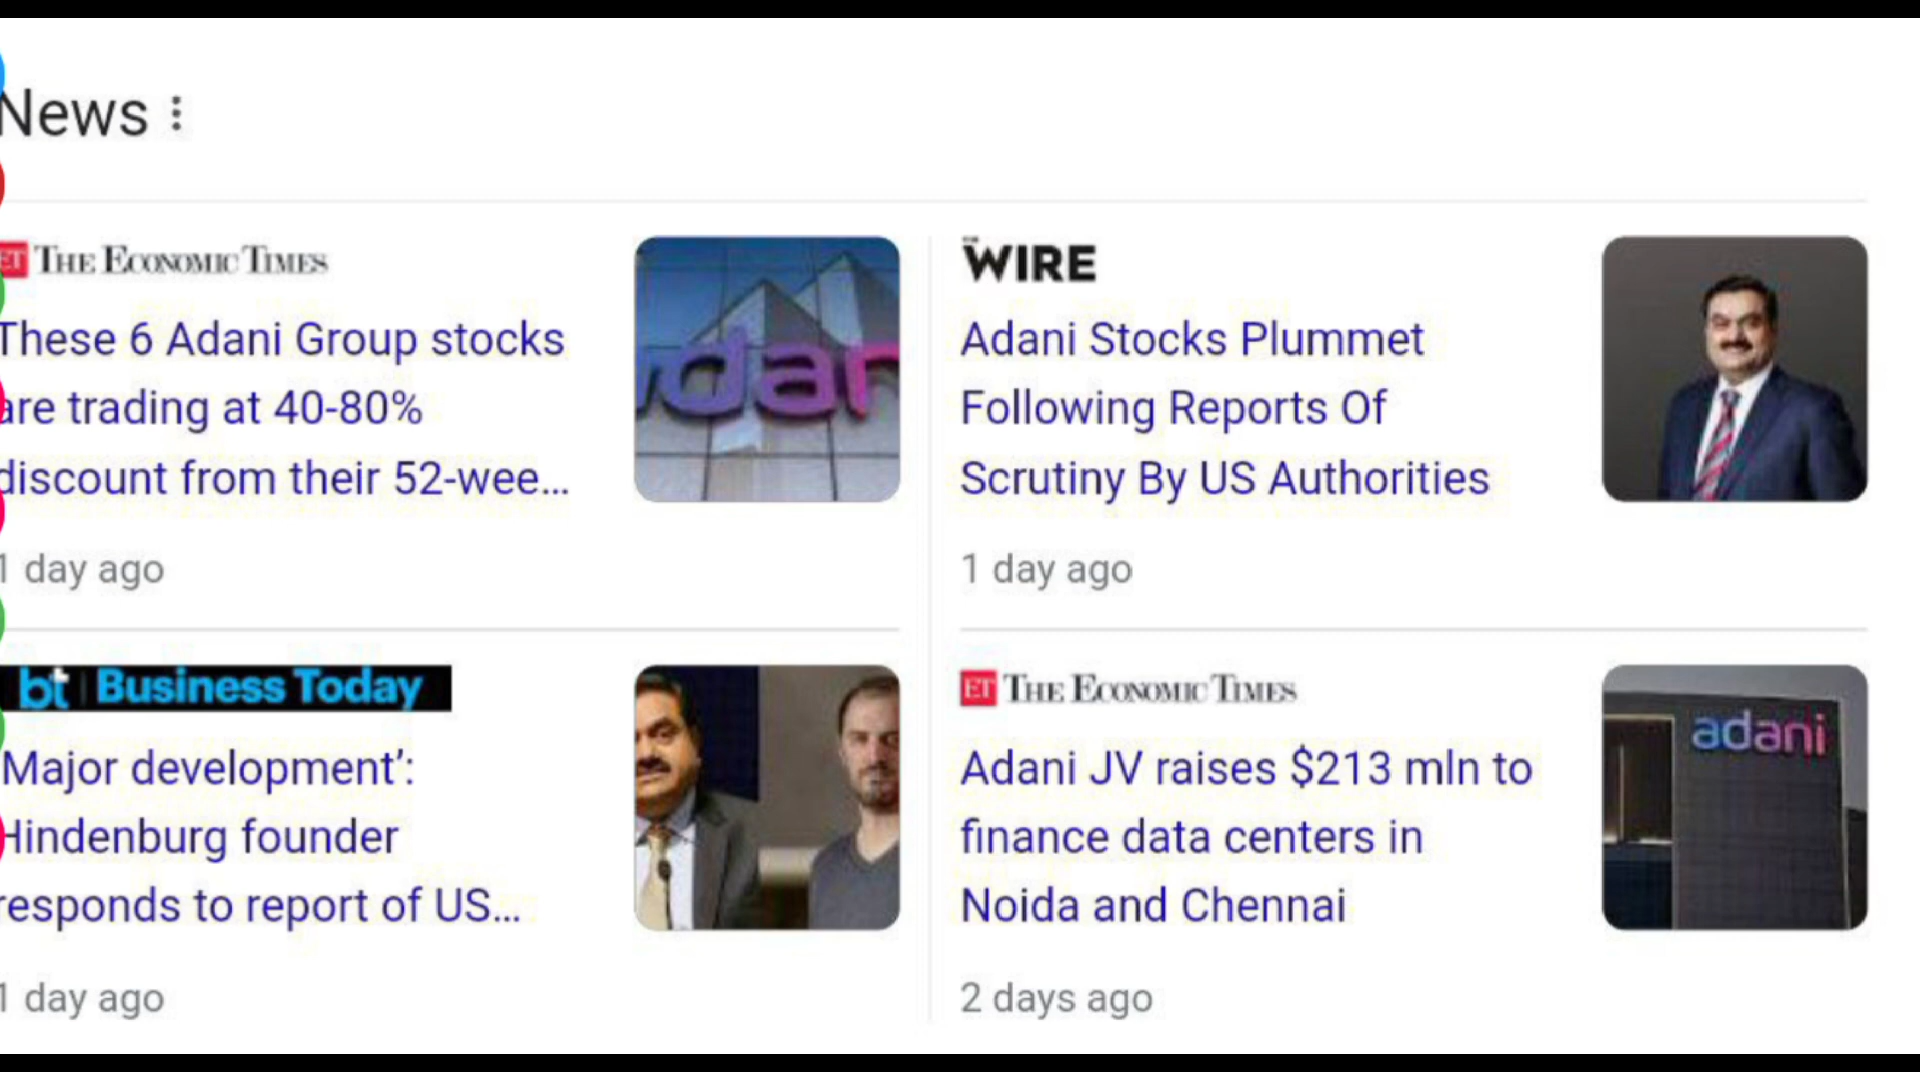 News
ET THE ECONOMIC TIMES
These 6 Adani Group stocks
are trading at 40-80%
discount from their 52-wee...
1 day ago
THE WIRE
Adani Stocks Plummet
Following Reports Of
Scrutiny By US Authorities
1 day ago
bt Business Today
'Major development':
Hindenburg founder
responds to report of US...
1 day ago
ET THE ECONOMIC TIMES
Adani JV raises $213 mln to
finance data centers in
Noida and Chennai
2 days ago
adani